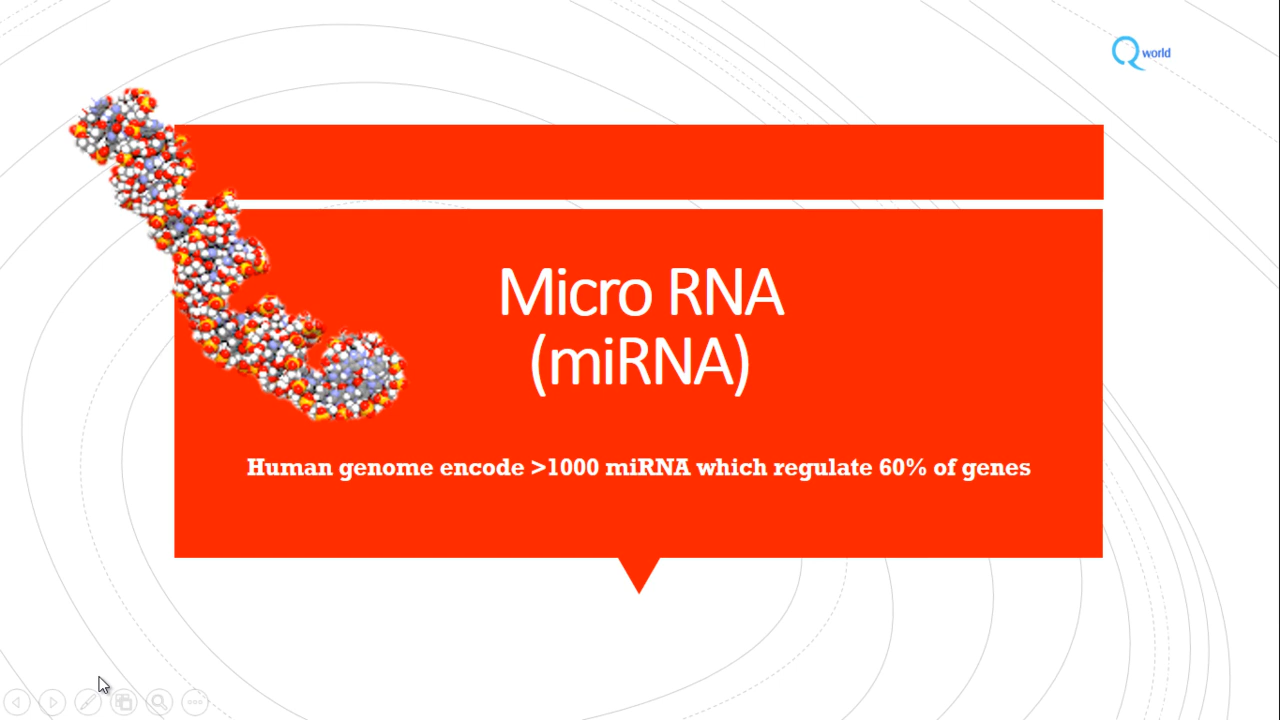 Q world
Micro RNA
(miRNA)
Human genome encode >1000 miRNA which regulate 60% of genes